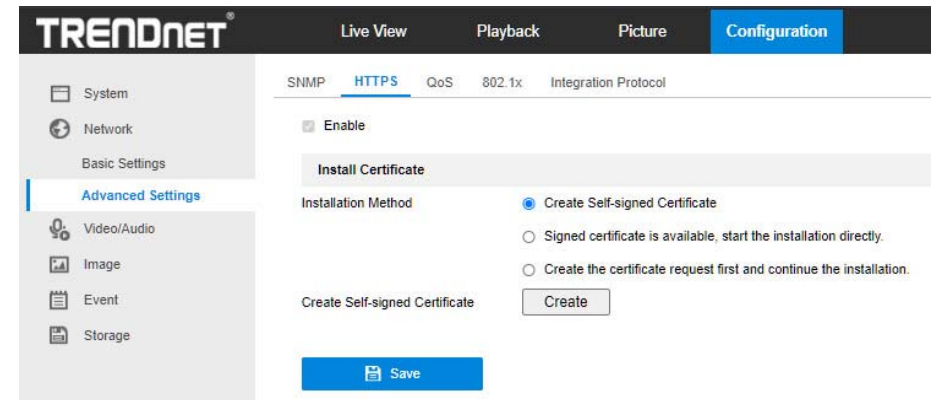 TRENDNET®
Live View Playback Picture Configuration
System
Network
Basic Settings
Advanced Settings
Video/Audio
Image
Event
Storage
SNMP HTTPS QoS 802.1x Integration Protocol
Enable
Install Certificate
Installation Method
Create Self-signed Certificate
Signed certificate is available, start the installation directly.
Create the certificate request first and continue the installation.
Create Self-signed Certificate Create
Save